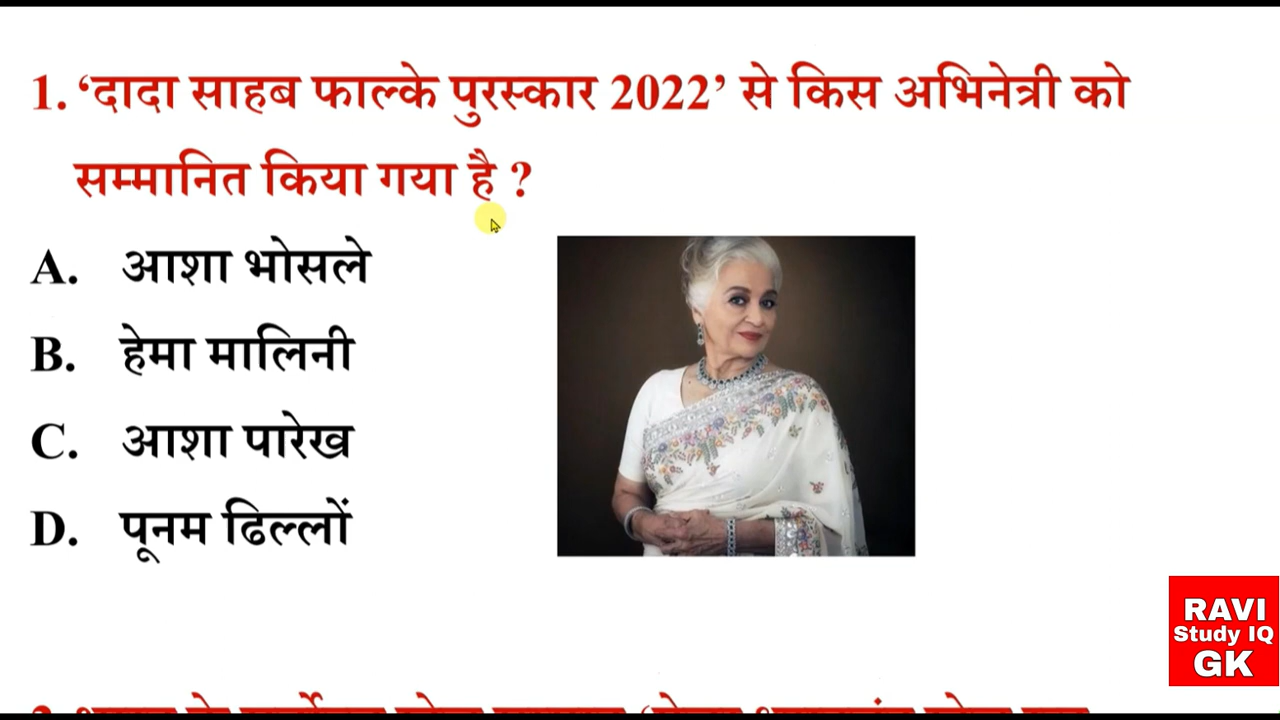 1. ‘दादा साहब फाल्के पुरस्कार 2022’ से किस अभिनेत्री को
सम्मानित किया गया है ?
A. आशा भोसले
B. हेमा मालिनी
C. आशा पारेख
D. पूनम ढिल्लों
RAVI
Study IQ
GK